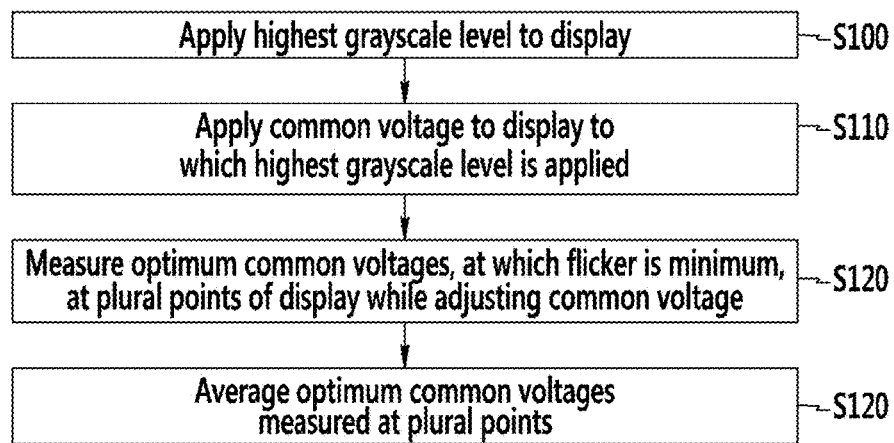 Apply highest grayscale level to display
S100
Apply common voltage to display to
which highest grayscale level is applied
S110
Measure optimum common voltages, at which flicker is minimum,
at plural points of display while adjusting common voltage
S120
Average optimum common voltages
measured at plural points
S120